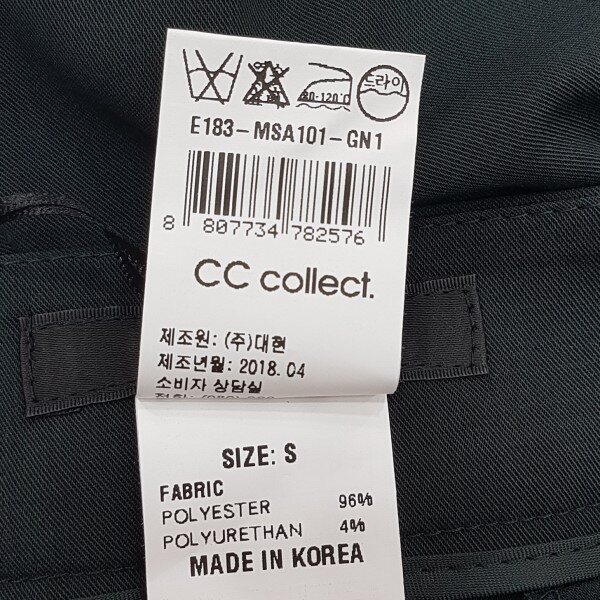 드라이
80-120℃
E183-MSA101-GN1
8 807734 782576
CC collect.
제조원: (주)대현
제조년월: 2018. 04
소비자 상담실
SIZE: S
FABRIC
POLYESTER 96%
POLYURETHAN 4%
MADE IN KOREA